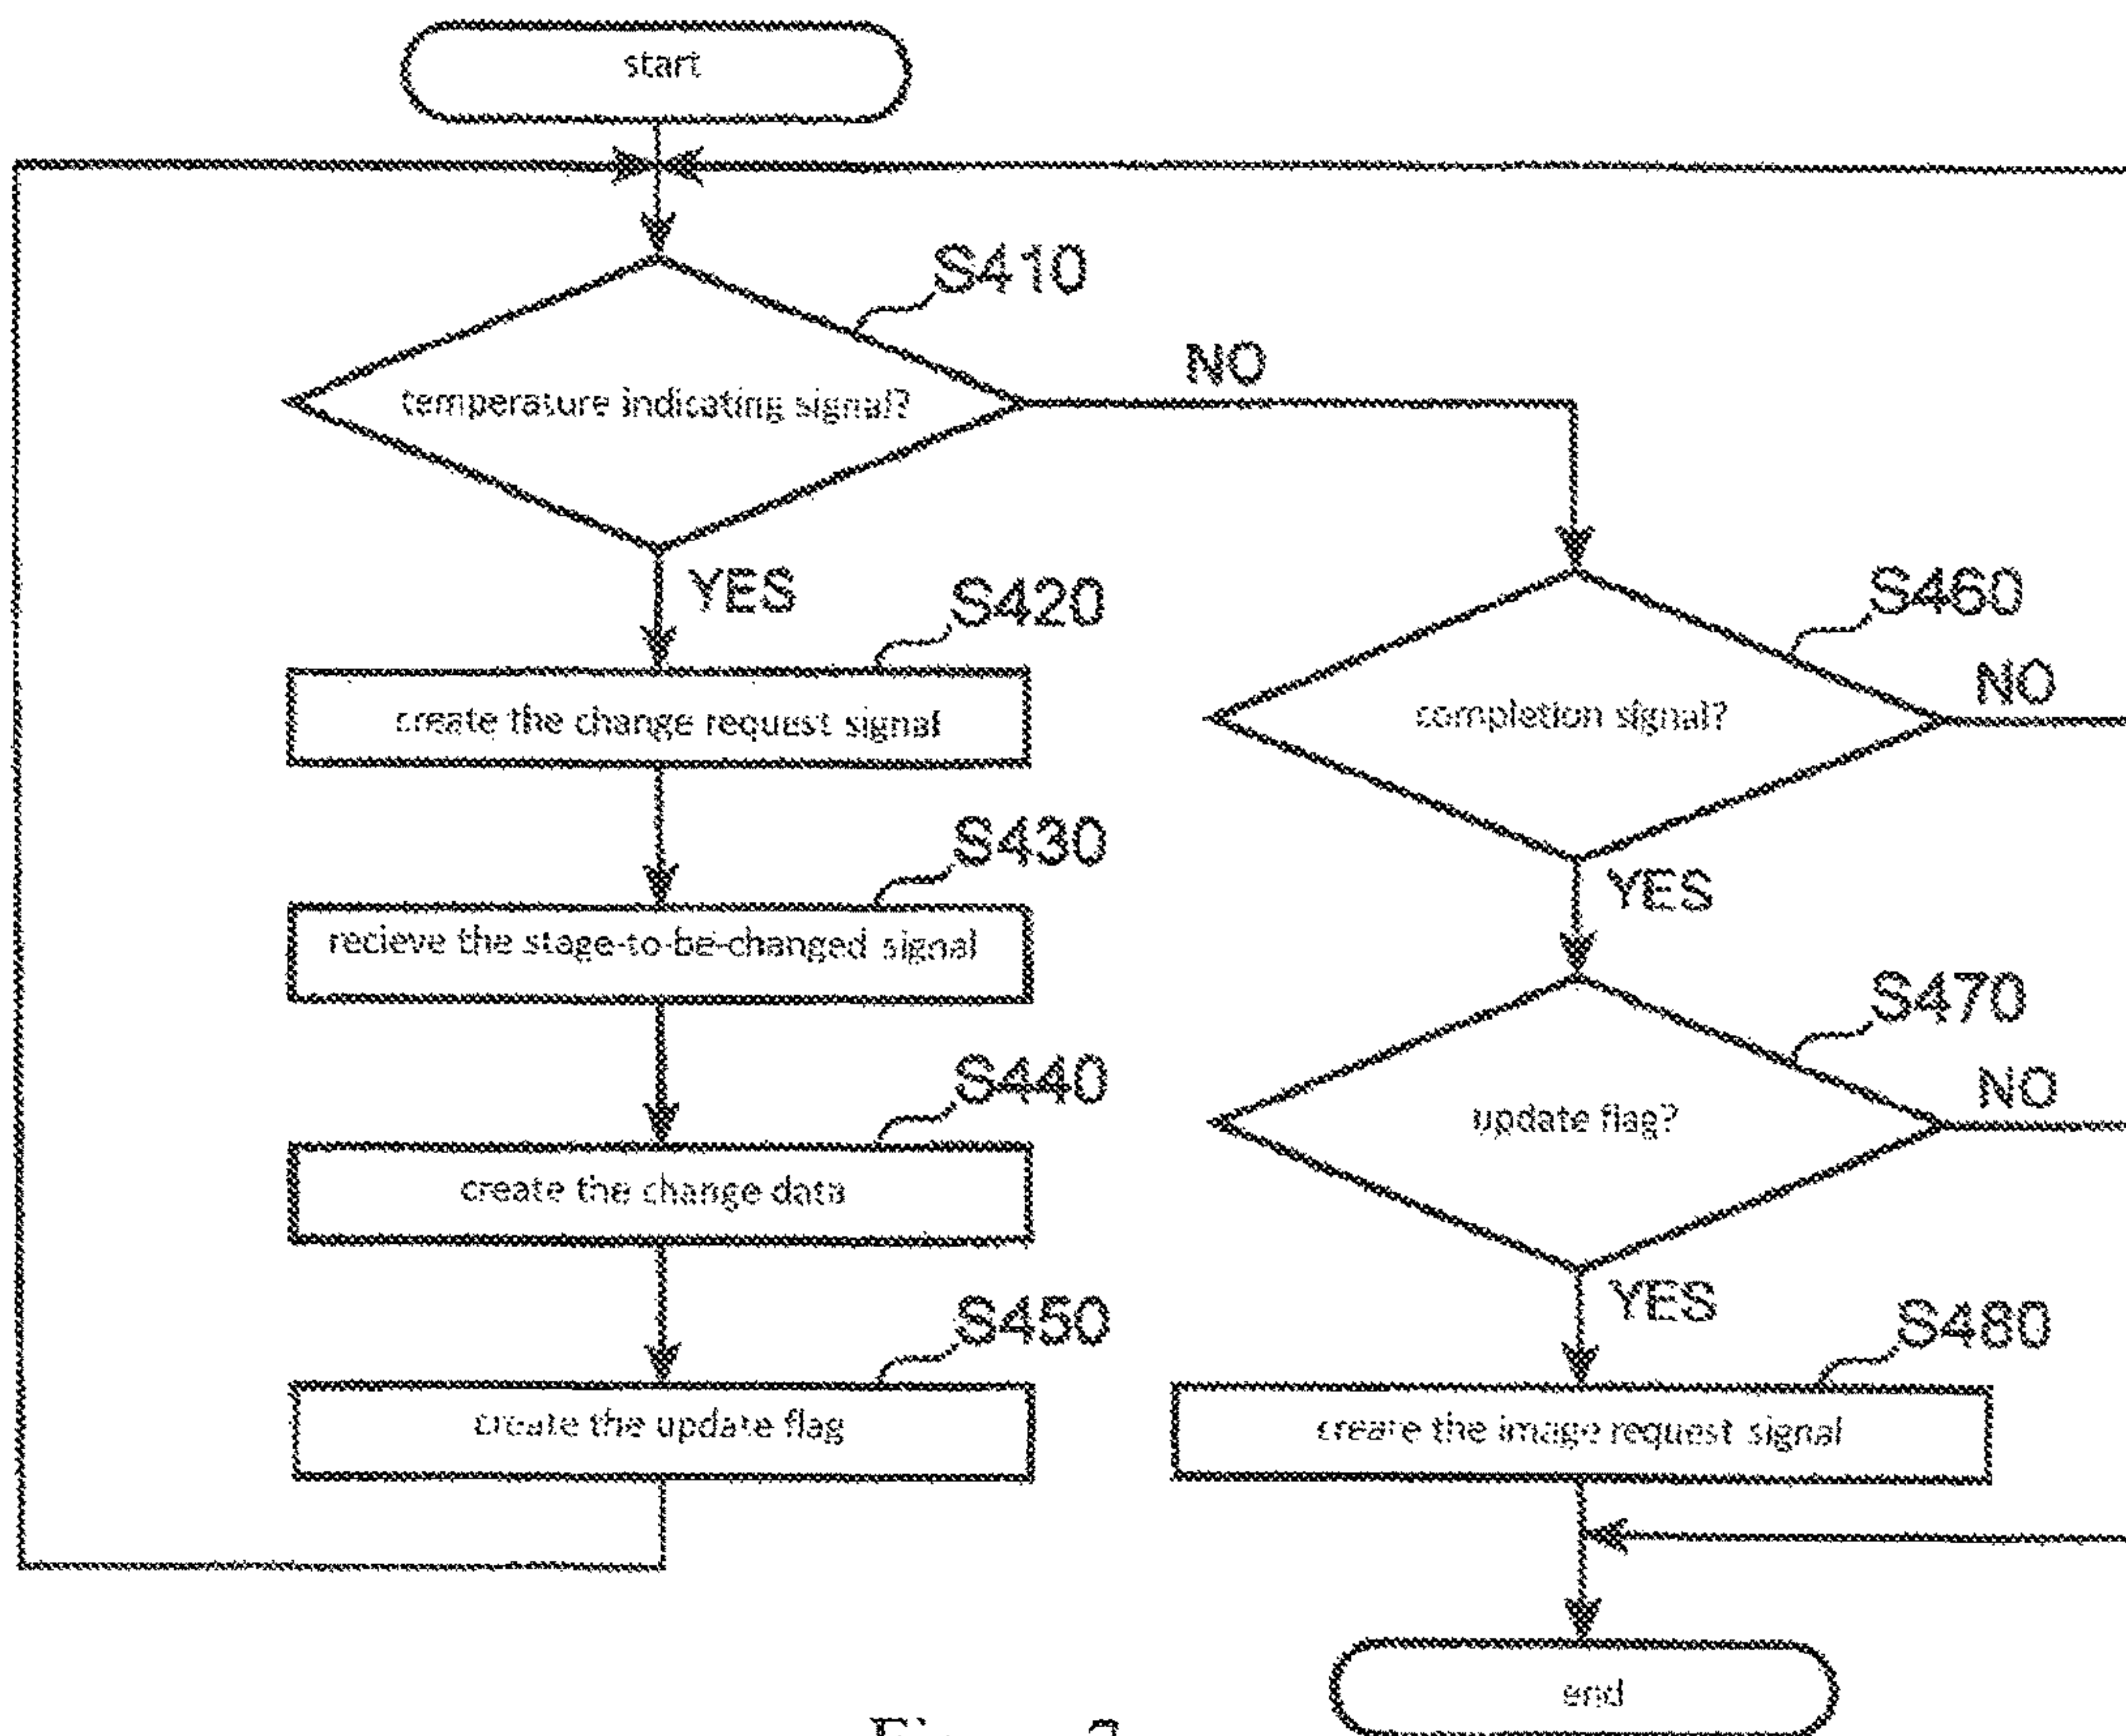 start
S410
temperature indicating signal?
NO
YES
S420
create the change request signal
S430
recieve the stage-to-be-changed signal
S440
create the change data
S450
create the update flag
S460
completion signal?
NO
YES
S470
update flag?
NO
YES
S480
create the image request signal
end